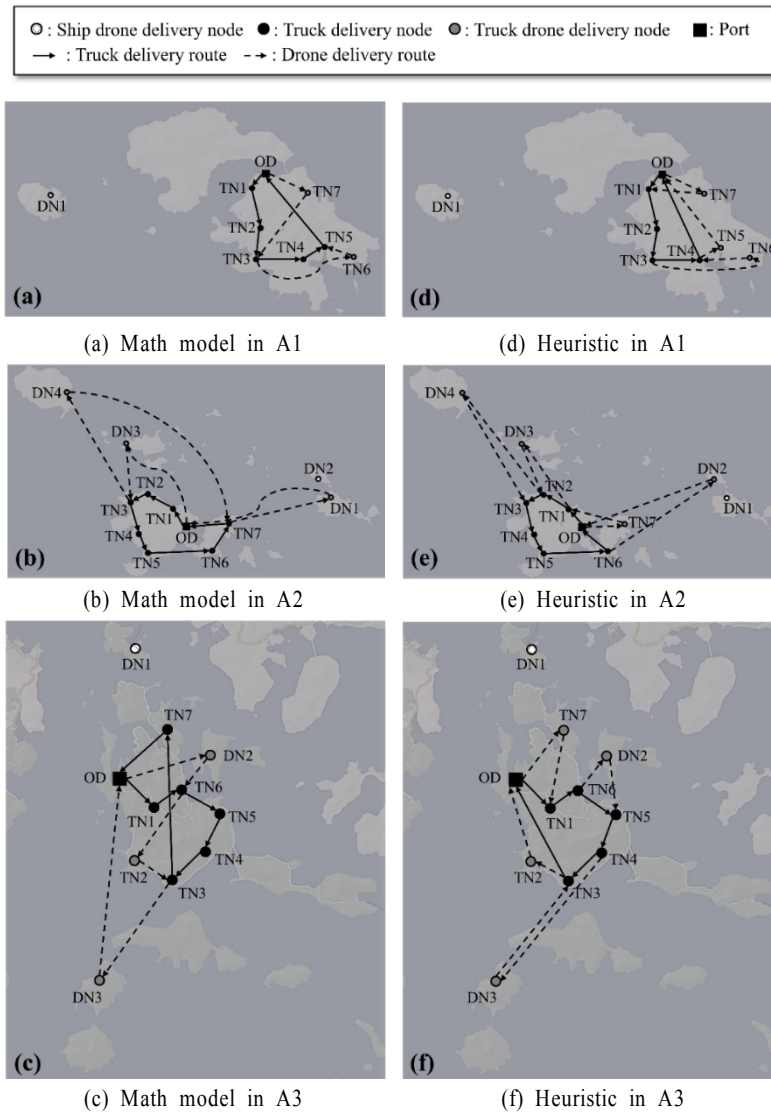 : Ship drone delivery node : Truck delivery node : Truck drone delivery node : Port
: Truck delivery route : Drone delivery route
OD
TN1
TN7
DN1
TN2
TN5
TN4
TN3
TN6
(a)
OD
TN1
TN7
DN1
TN2
TN5
TN6
TN3
TN4
(d)
(a) Math model in A1
(d) Heuristic in A1
DN4
DN3
DN2
TN2
DN1
TN3
TN1
TN7
OD
TN4
TN5
TN6
(b)
DN4
DN3
DN2
TN2
DN1
TN3
TN1
TN7
OD
TN4
TN5
TN6
(e)
(b) Math model in A2
(e) Heuristic in A2
DN1
TN7
DN2
OD
TN6
TN1
TN5
TN4
TN2
TN3
DN3
(c)
DN1
TN7
DN2
OD
TN6
TN1
TN5
TN4
TN2
TN3
DN3
(f)
(c) Math model in A3
(f) Heuristic in A3